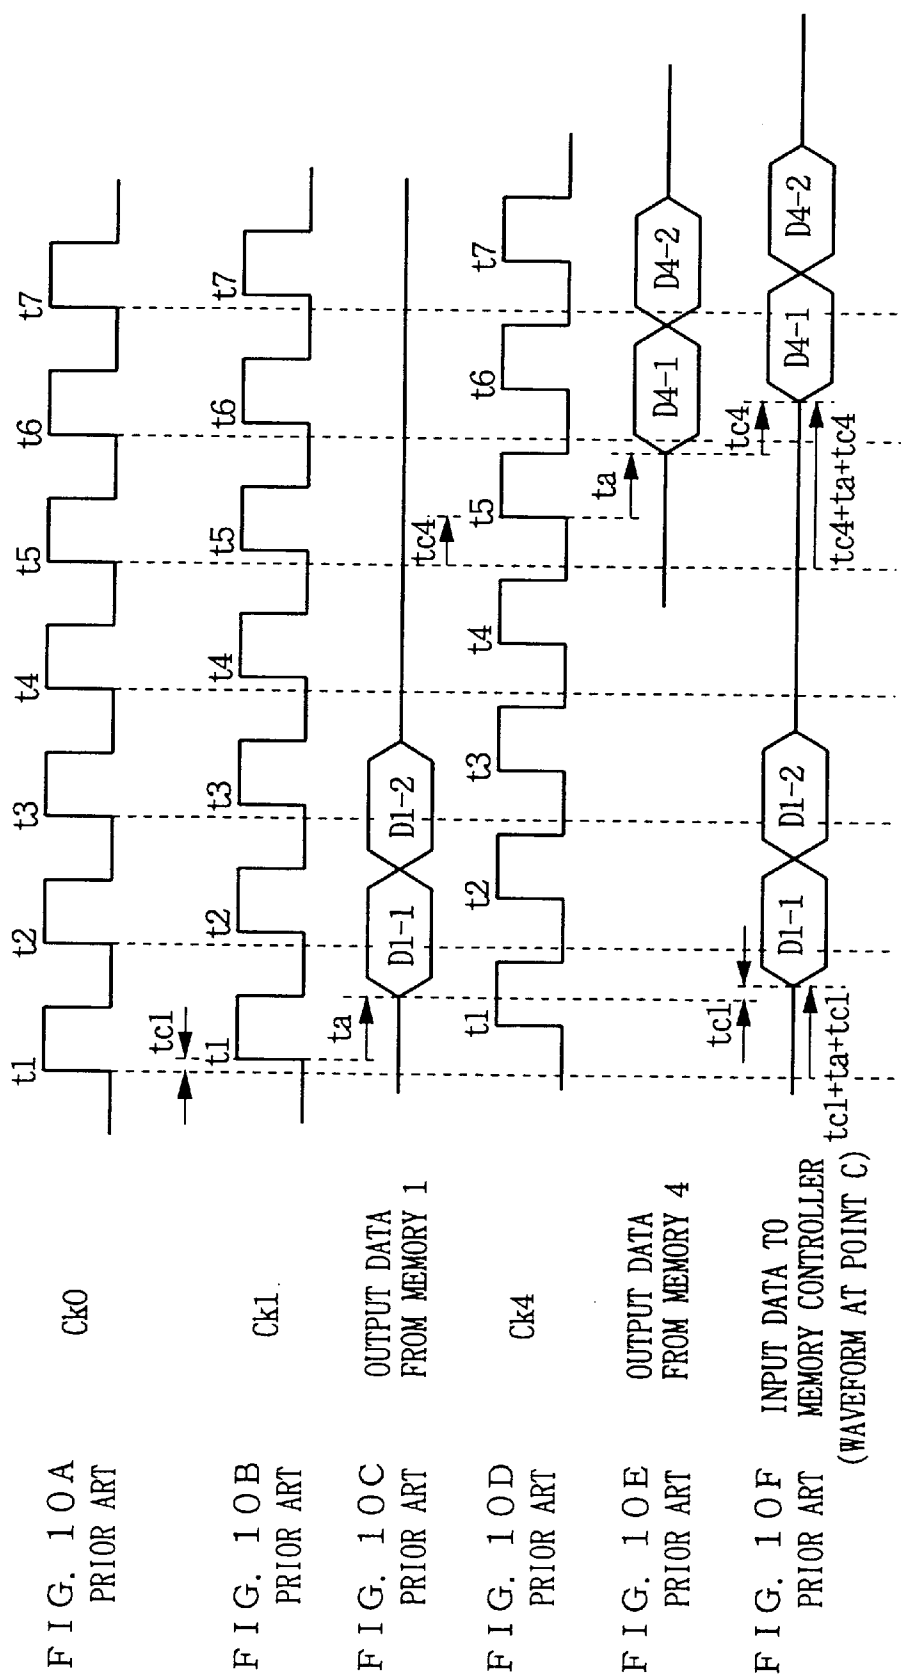 FIG. 10A
PRIOR ART
Ck0
t1 t2 t3 t4 t5 t6 t7
FIG. 10B
PRIOR ART
Ck1
tc1
t1 t2 t3 t4 t5 t6 t7
FIG. 10C
PRIOR ART
OUTPUT DATA
FROM MEMORY 1
ta
D1-1 D1-2
FIG. 10D
PRIOR ART
Ck4
tc4
t1 t2 t3 t4 t5 t6 t7
FIG. 10E
PRIOR ART
OUTPUT DATA
FROM MEMORY 4
ta
D4-1 D4-2
FIG. 10F
PRIOR ART
INPUT DATA TO
MEMORY CONTROLLER
(WAVEFORM AT POINT C)
tc1
tc4
D1-1 D1-2 D4-1 D4-2
tc1+ta+tc1
tc4+ta+tc4